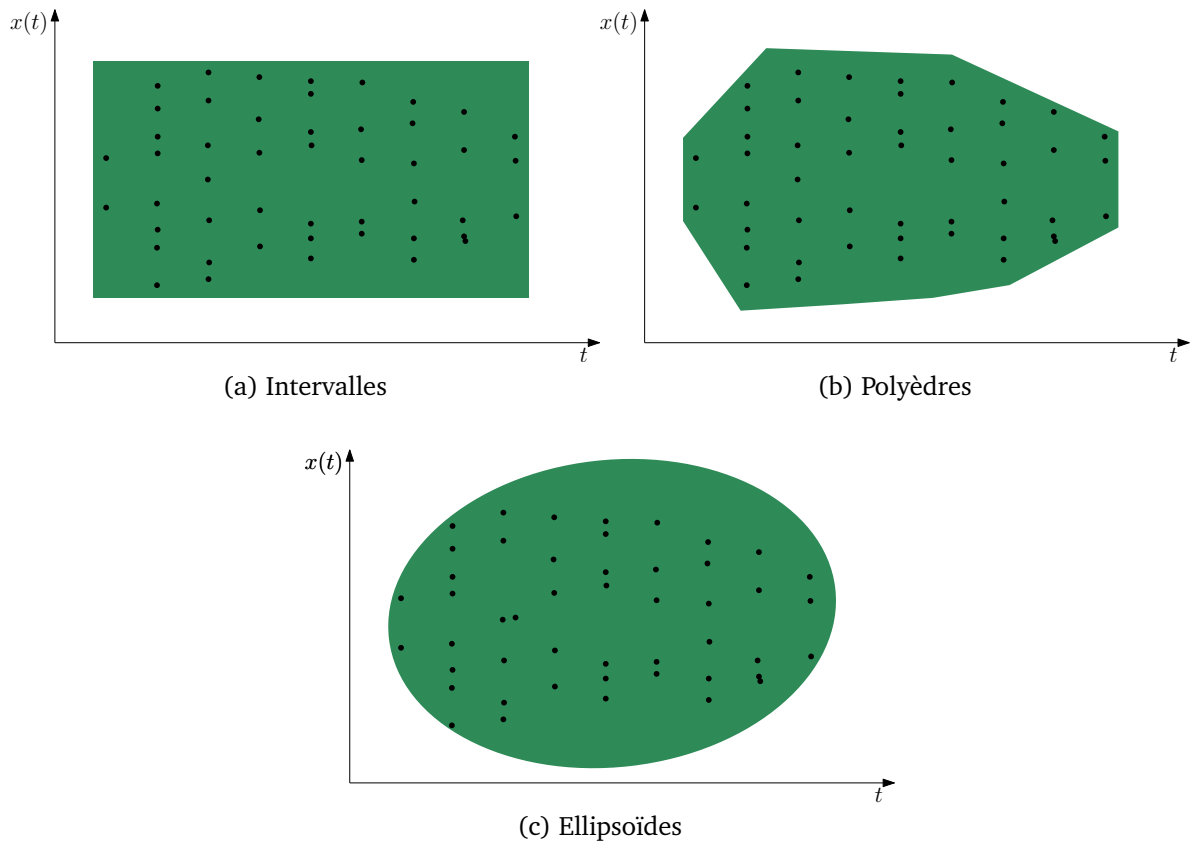 x(t)
t
(a) Intervalles
x(t)
t
(b) Polyèdres
x(t)
t
(c) Ellipsoïdes